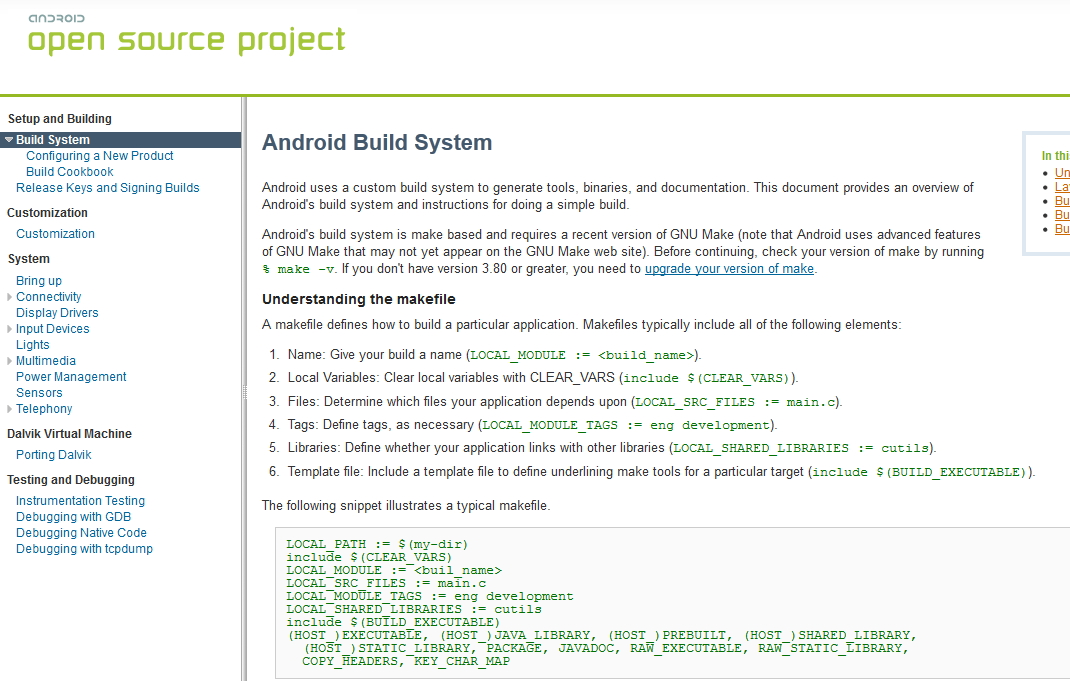 ANDROID
open source project
Setup and Building
Build System
Configuring a New Product
Build Cookbook
Release Keys and Signing Builds
Customization
Customization
System
Bring up
Connectivity
Display Drivers
Input Devices
Lights
Multimedia
Power Management
Sensors
Telephony
Dalvik Virtual Machine
Porting Dalvik
Testing and Debugging
Instrumentation Testing
Debugging with GDB
Debugging Native Code
Debugging with tcpdump
Android Build System
Android uses a custom build system to generate tools, binaries, and documentation. This document provides an overview of
Android's build system and instructions for doing a simple build.
Android's build system is make based and requires a recent version of GNU Make (note that Android uses advanced features
of GNU Make that may not yet appear on the GNU Make web site). Before continuing, check your version of make by running
% make -v. If you don't have version 3.80 or greater, you need to upgrade your version of make.
Understanding the makefile
A makefile defines how to build a particular application. Makefiles typically include all of the following elements:
1. Name: Give your build a name (LOCAL_MODULE := <build_name>).
2. Local Variables: Clear local variables with CLEAR_VARS (include $(CLEAR_VARS)).
3. Files: Determine which files your application depends upon (LOCAL_SRC_FILES := main.c).
4. Tags: Define tags, as necessary (LOCAL_MODULE_TAGS := eng development).
5. Libraries: Define whether your application links with other libraries (LOCAL_SHARED_LIBRARIES := cutils).
6. Template file: Include a template file to define underlining make tools for a particular target (include $(BUILD_EXECUTABLE)).
The following snippet illustrates a typical makefile.
LOCAL_PATH := $(my-dir)
include $(CLEAR_VARS)
LOCAL_MODULE := <buil_name>
LOCAL_SRC_FILES := main.c
LOCAL_MODULE_TAGS := eng development
LOCAL_SHARED_LIBRARIES := cutils
include $(BUILD_EXECUTABLE)
(HOST_)EXECUTABLE, (HOST_)JAVA_LIBRARY, (HOST_)PREBUILT, (HOST_)SHARED_LIBRARY,
(HOST_)STATIC_LIBRARY, PACKAGE, JAVADOC, RAW_EXECUTABLE, RAW_STATIC_LIBRARY,
COPY_HEADERS, KEY_CHAR_MAP
In thi
Un
La
Bu
Bu
Bu